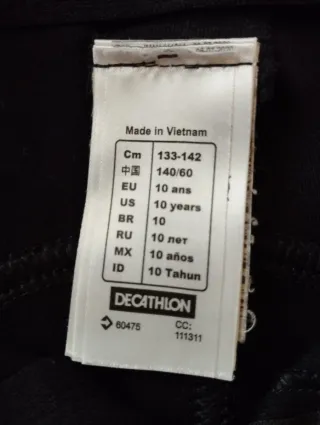 Made in Vietnam
Cm 133-142
中国 140/60
EU 10 ans
US 10 years
BR 10
RU 10 лет
MX 10 años
ID 10 Tahun
DECATHLON
60475 CC:
111311